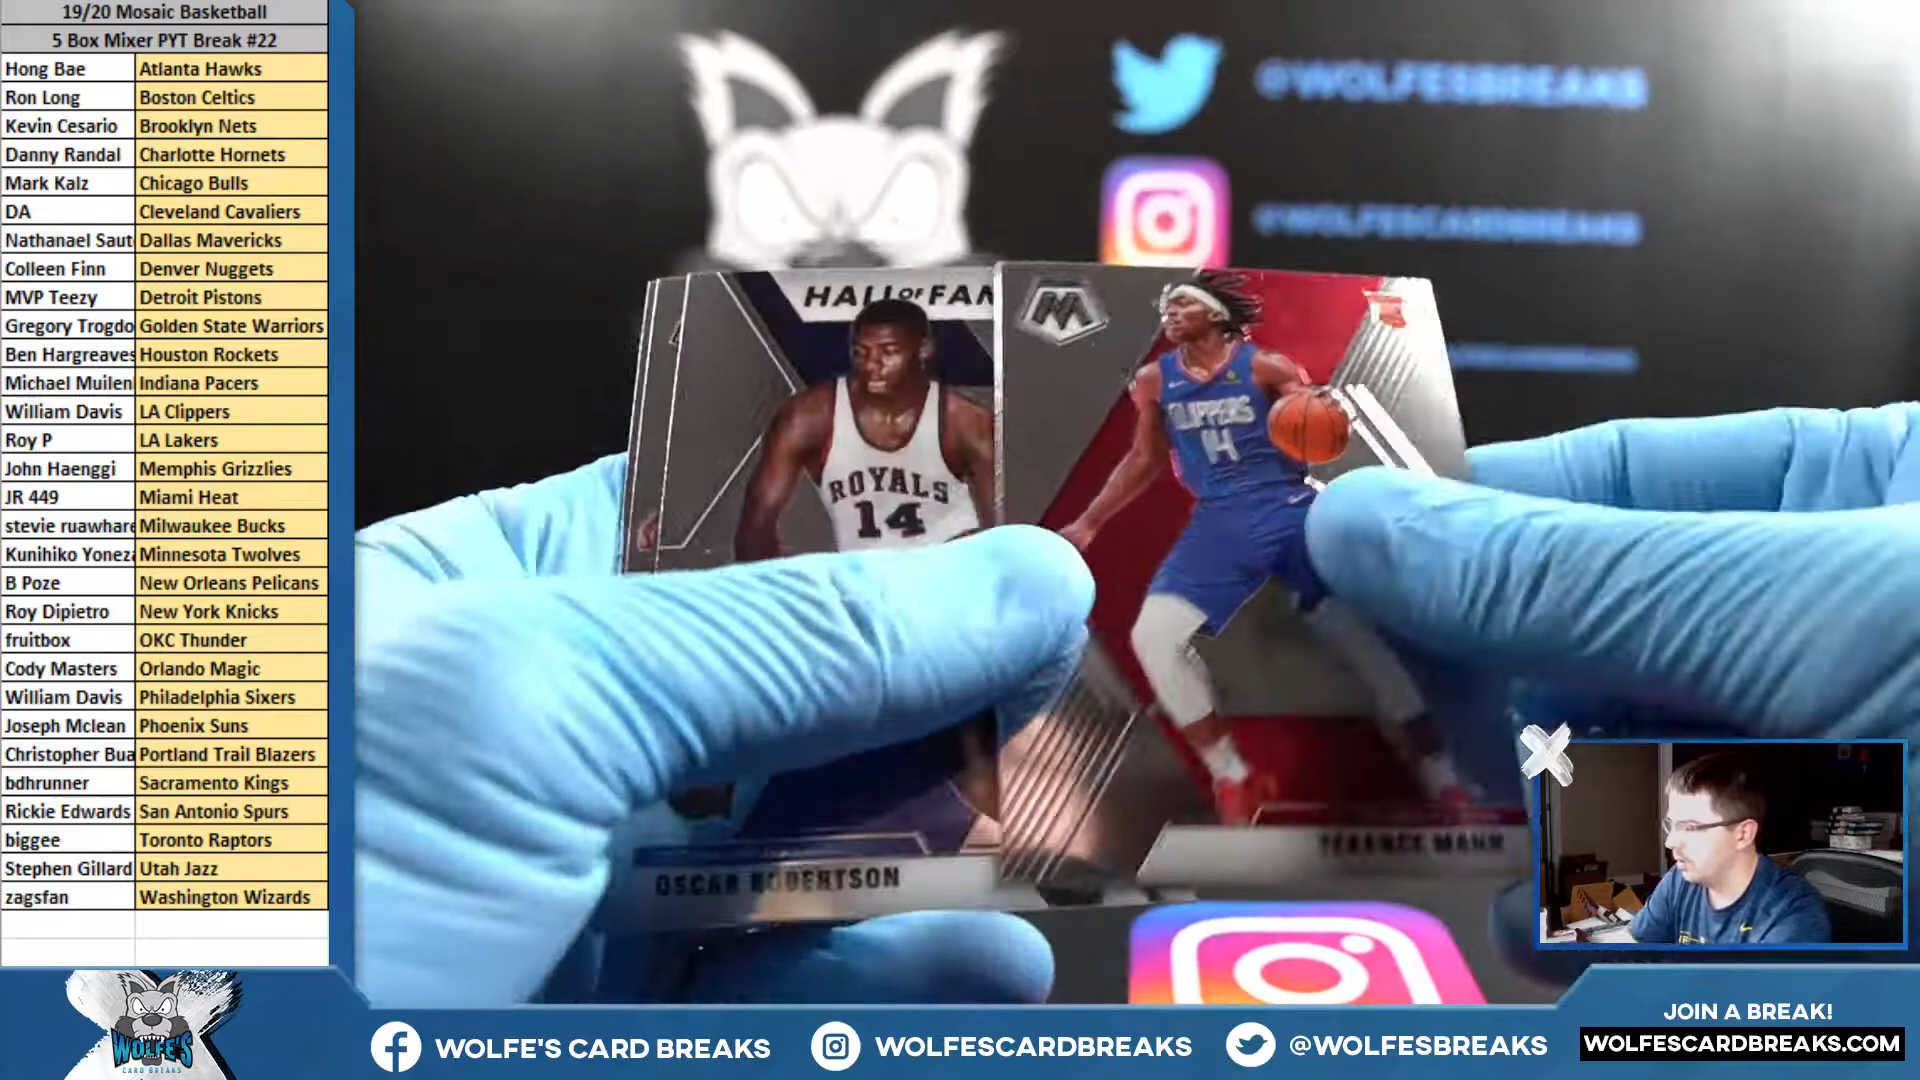 19/20 Mosaic Basketball
5 Box Mixer PYT Break #22
Hong Bae Atlanta Hawks
Ron Long Boston Celtics
Kevin Cesario Brooklyn Nets
Danny Randal Charlotte Hornets
Mark Kalz Chicago Bulls
DA Cleveland Cavaliers
Nathanael Saut Dallas Mavericks
Colleen Finn Denver Nuggets
MVP Teezy Detroit Pistons
Gregory Trogdo Golden State Warriors
Ben Hargreaves Houston Rockets
Michael Muilen Indiana Pacers
William Davis LA Clippers
Roy P LA Lakers
John Haenggi Memphis Grizzlies
JR 449 Miami Heat
stevie ruawhare Milwaukee Bucks
Kunihiko Yoneza Minnesota Twolves
B Poze New Orleans Pelicans
Roy Dipietro New York Knicks
fruitbox OKC Thunder
Cody Masters Orlando Magic
William Davis Philadelphia Sixers
Joseph Mclean Phoenix Suns
Christopher Bua Portland Trail Blazers
bdhrunner Sacramento Kings
Rickie Edwards San Antonio Spurs
biggee Toronto Raptors
Stephen Gillard Utah Jazz
zagsfan Washington Wizards
@WOLFESBREAKS
@WOLFESCARDBREAKS
HALL OF FAM
ROYALS
14
OSCAR ROBERTSON
M
CLIPPERS
14
TERANCE MANN
WOLFE'S
CARD BREAKS
WOLFE'S CARD BREAKS
WOLFESCARDBREAKS
@WOLFESBREAKS
JOIN A BREAK!
WOLFESCARDBREAKS.COM